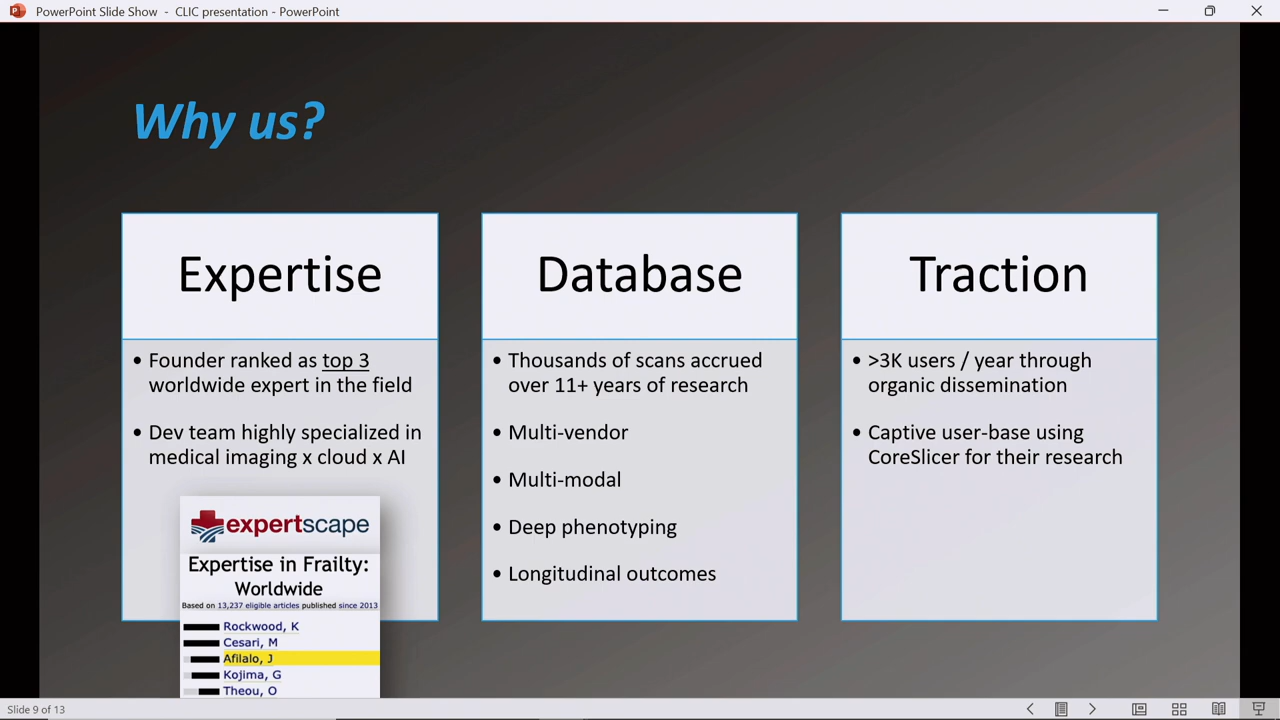 PowerPoint Slide Show - CLIC presentation - PowerPoint
Why us?
Expertise
• Founder ranked as top 3
worldwide expert in the field
• Dev team highly specialized in
medical imaging x cloud x AI
expertscape
Expertise in Frailty:
Worldwide
Based on 13,237 eligible articles published since 2013
Rockwood, K
Cesari, M
Afilalo, J
Kojima, G
Theou, O
Database
• Thousands of scans accrued
over 11+ years of research
• Multi-vendor
• Multi-modal
• Deep phenotyping
• Longitudinal outcomes
Traction
• >3K users / year through
organic dissemination
• Captive user-base using
CoreSlicer for their research
Slide 9 of 13